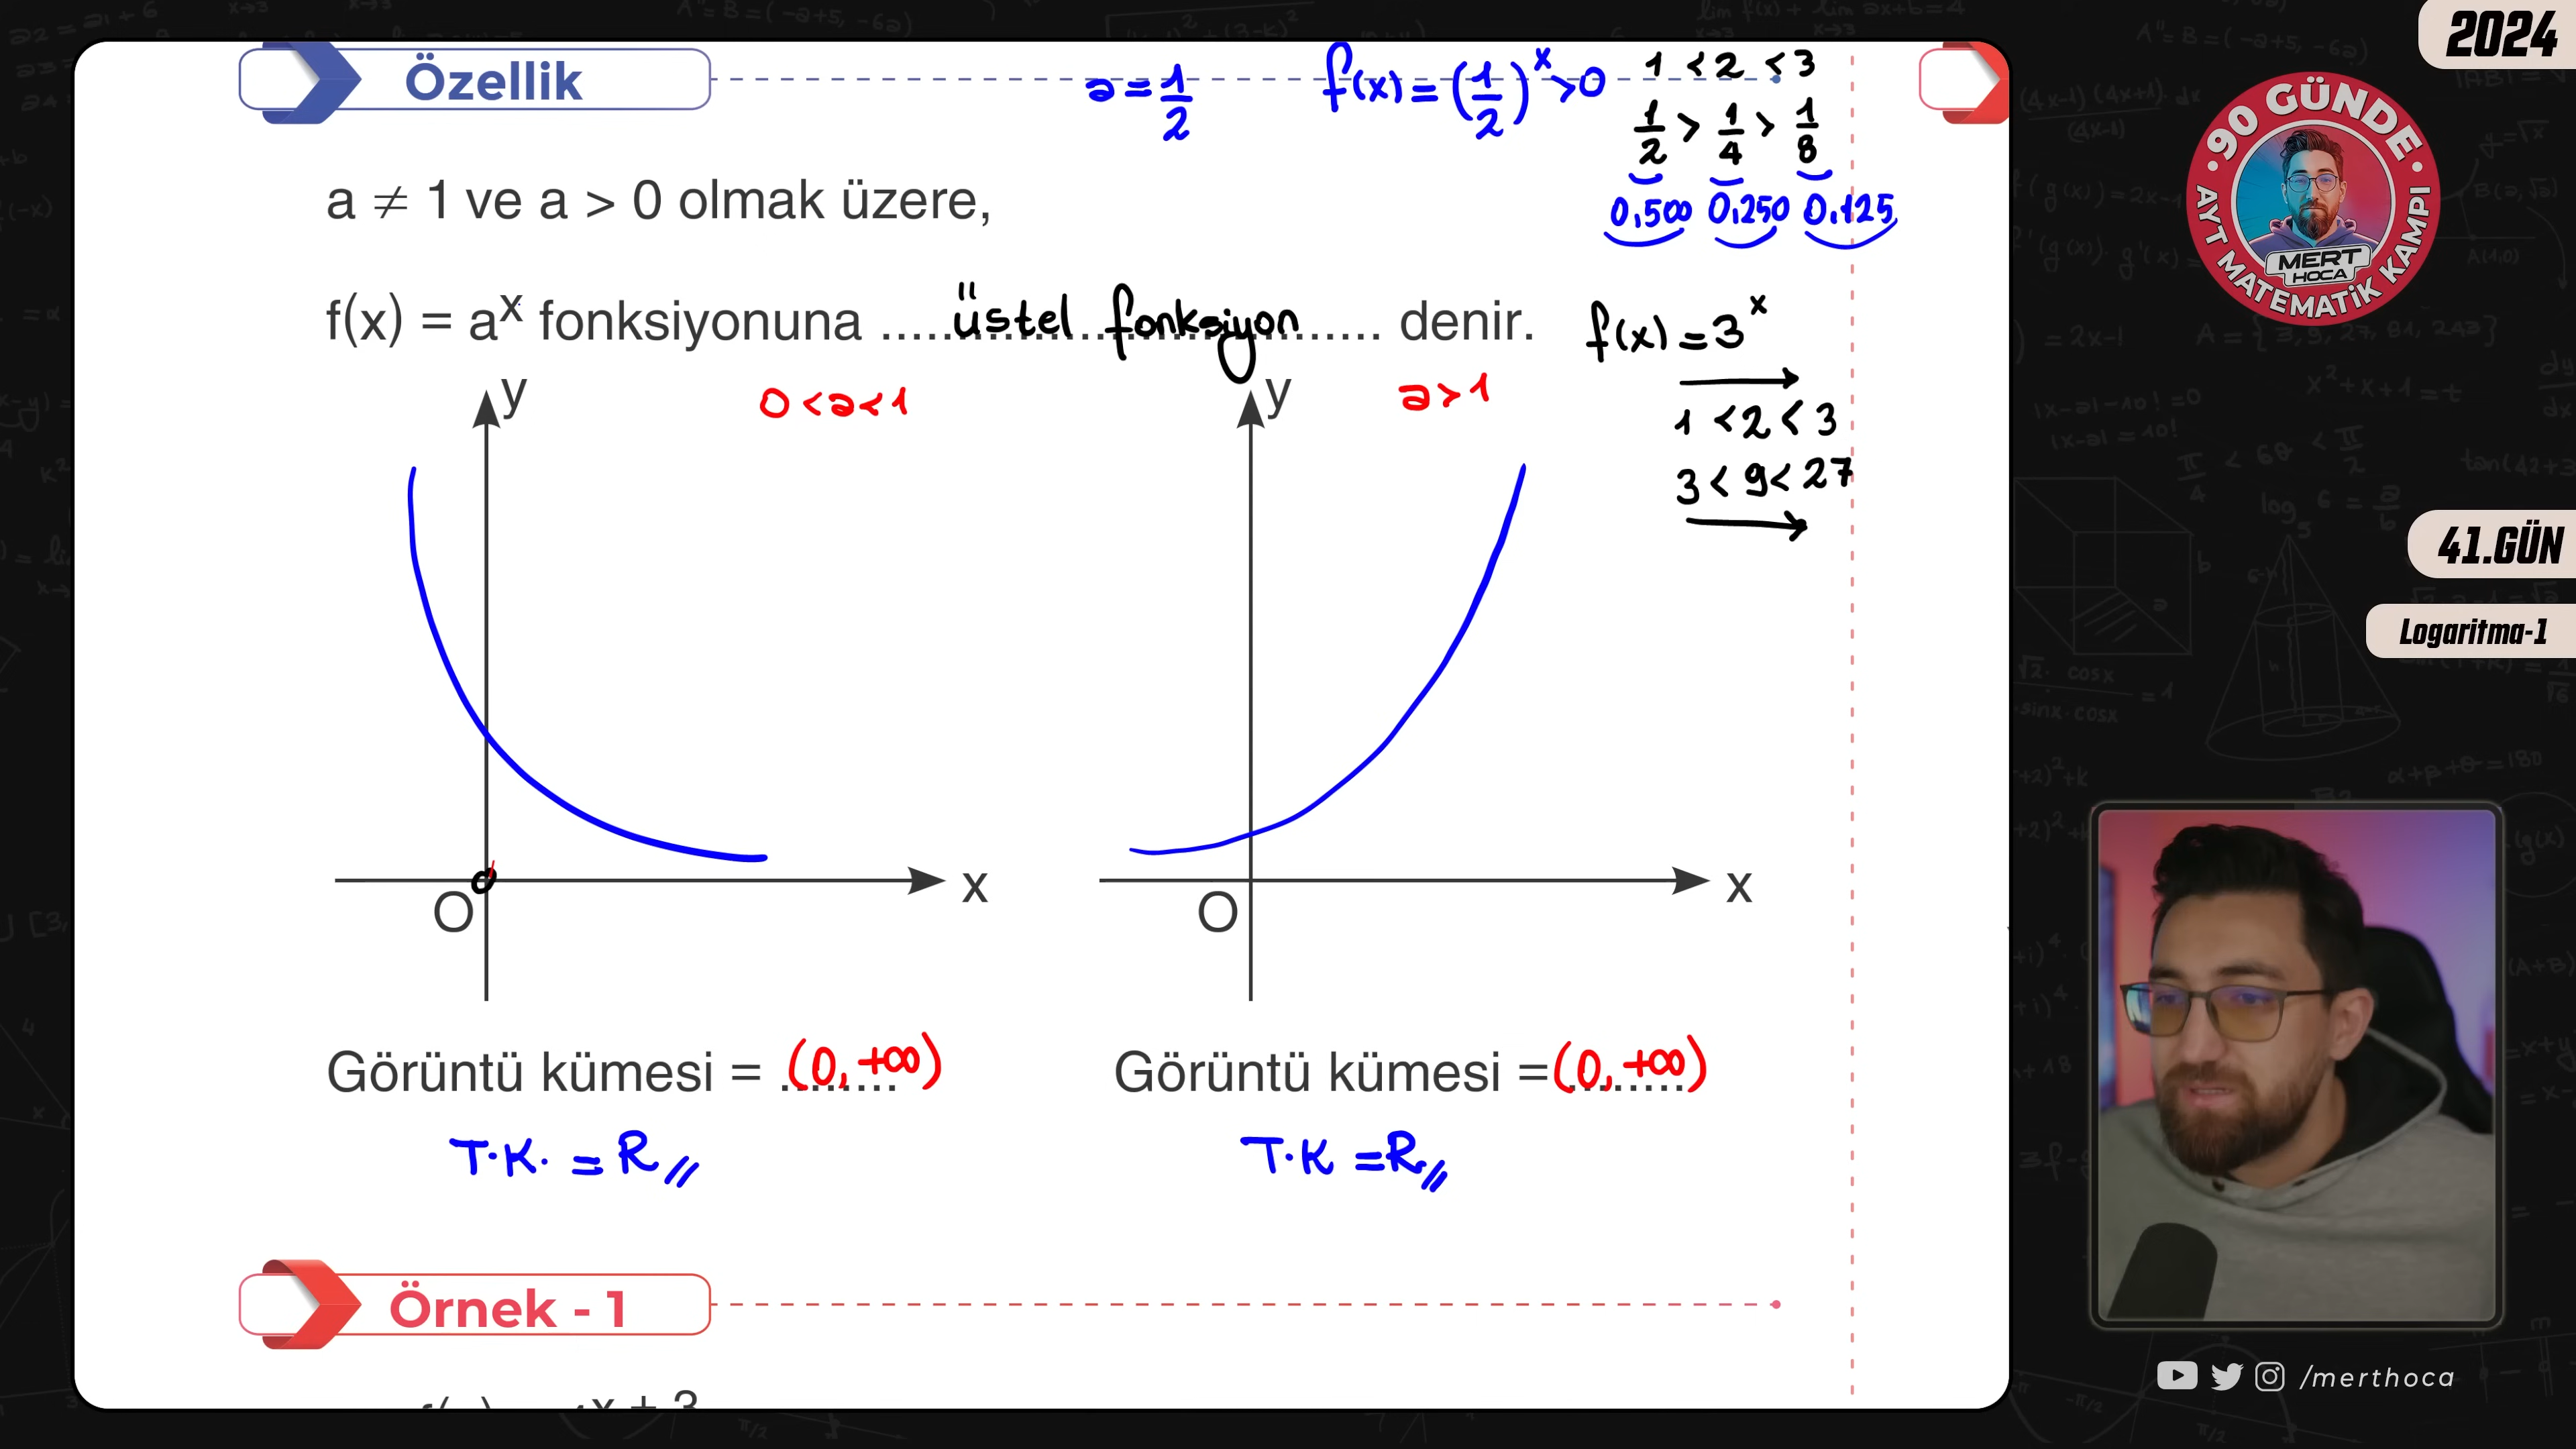 2024
90 GÜNDE
AYT MATEMATİK KAMPI
MERT
HOCA
41.GÜN
Logaritma-1
Özellik
a = 1/2
f(x) = (1/2)^x > 0
1 < 2 < 3
1/2 > 1/4 > 1/8
0,500 0,250 0,125
a ≠ 1 ve a > 0 olmak üzere,
f(x) = a^x fonksiyonuna ....üstel fonksiyon.... denir.
f(x) = 3^x
1 < 2 < 3
3 < 9 < 27
0 < a < 1
y
x
O
a > 1
y
x
O
Görüntü kümesi = (0, +∞)
T.K. = R //
Görüntü kümesi = (0, +∞)
T.K = R //
Örnek - 1
/merthoca